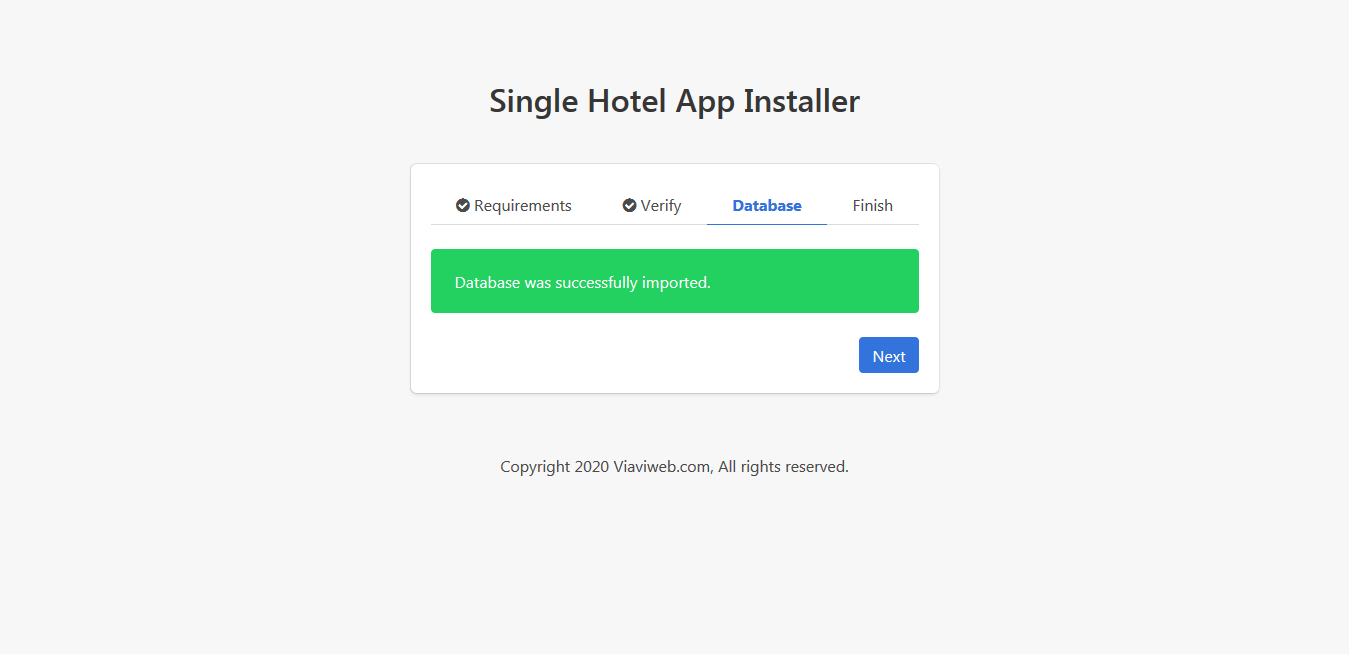 Single Hotel App Installer
Requirements Verify Database Finish
Database was successfully imported.
Next
Copyright 2020 Viaviweb.com, All rights reserved.